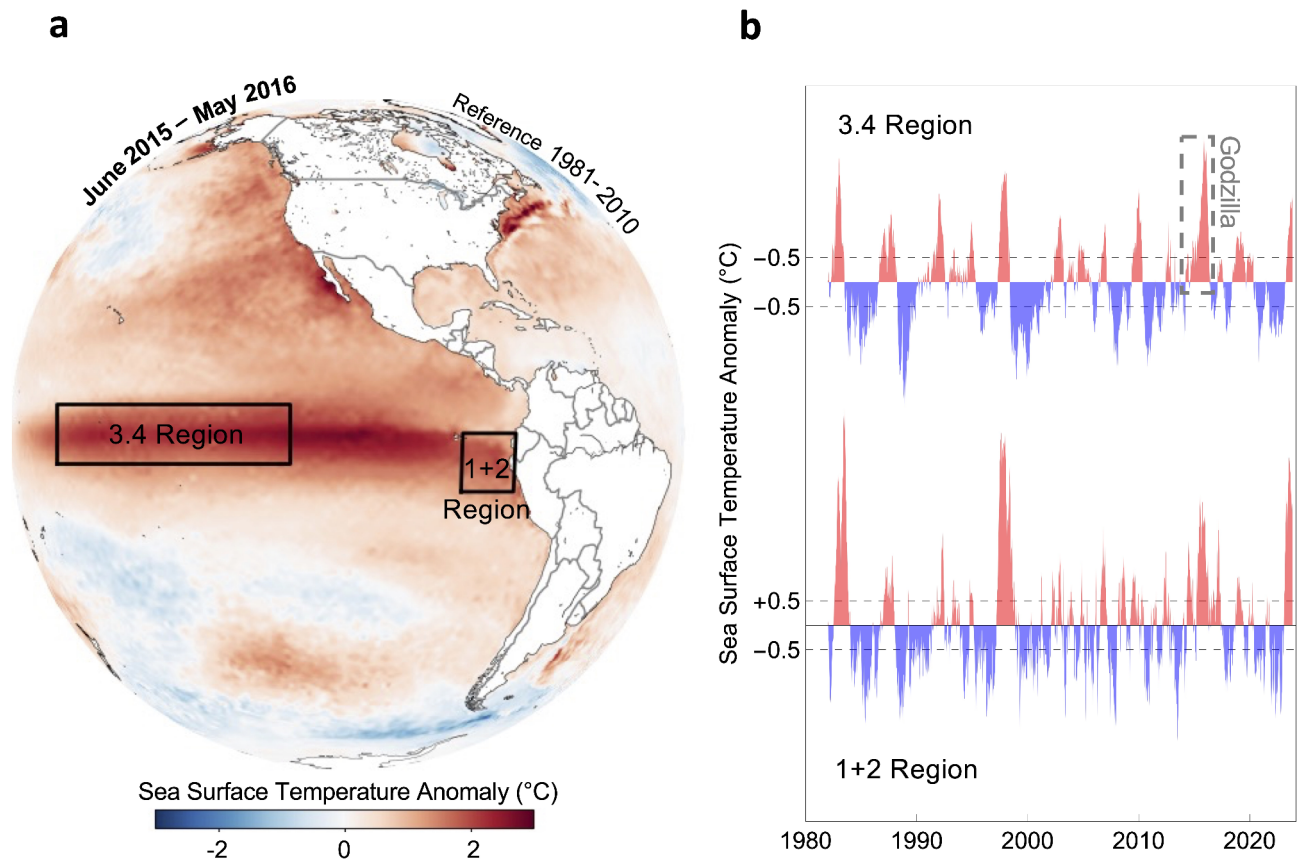 a
June 2015 – May 2016
Reference 1981-2010
3.4 Region
1+2
Region
Sea Surface Temperature Anomaly (°C)
-2
0
2
b
3.4 Region
Godzilla
−0.5
−0.5
Sea Surface Temperature Anomaly (°C)
+0.5
−0.5
1+2 Region
1980
1990
2000
2010
2020